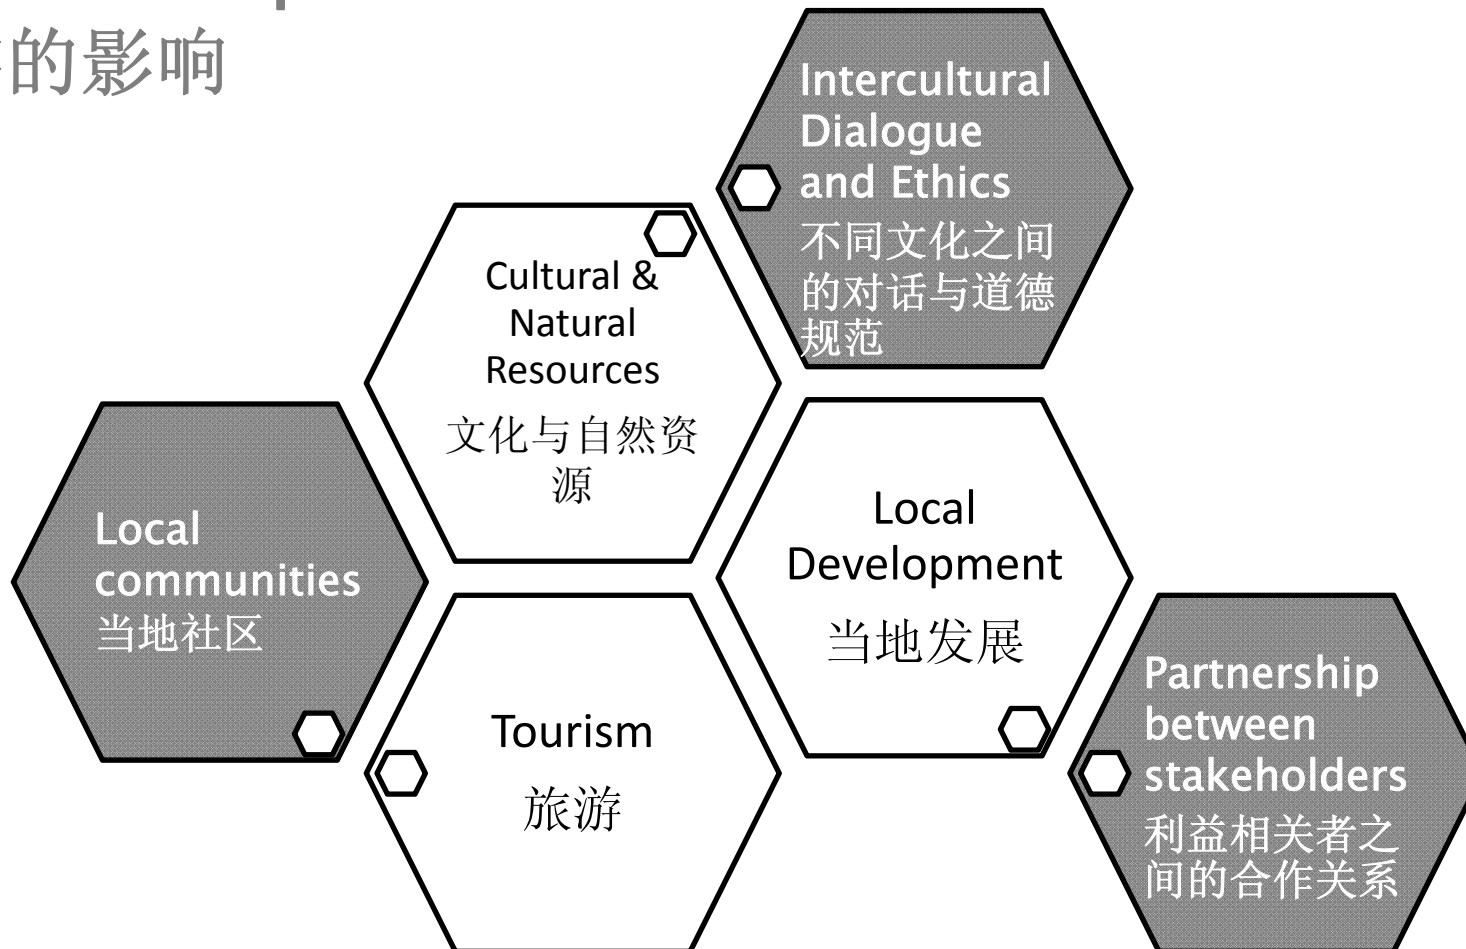 的影响
Intercultural
Dialogue
and Ethics
不同文化之间
的对话与道德
规范
Cultural &
Natural
Resources
文化与自然资
源
Local
communities
当地社区
Local
Development
当地发展
Tourism
旅游
Partnership
between
stakeholders
利益相关者之
间的合作关系